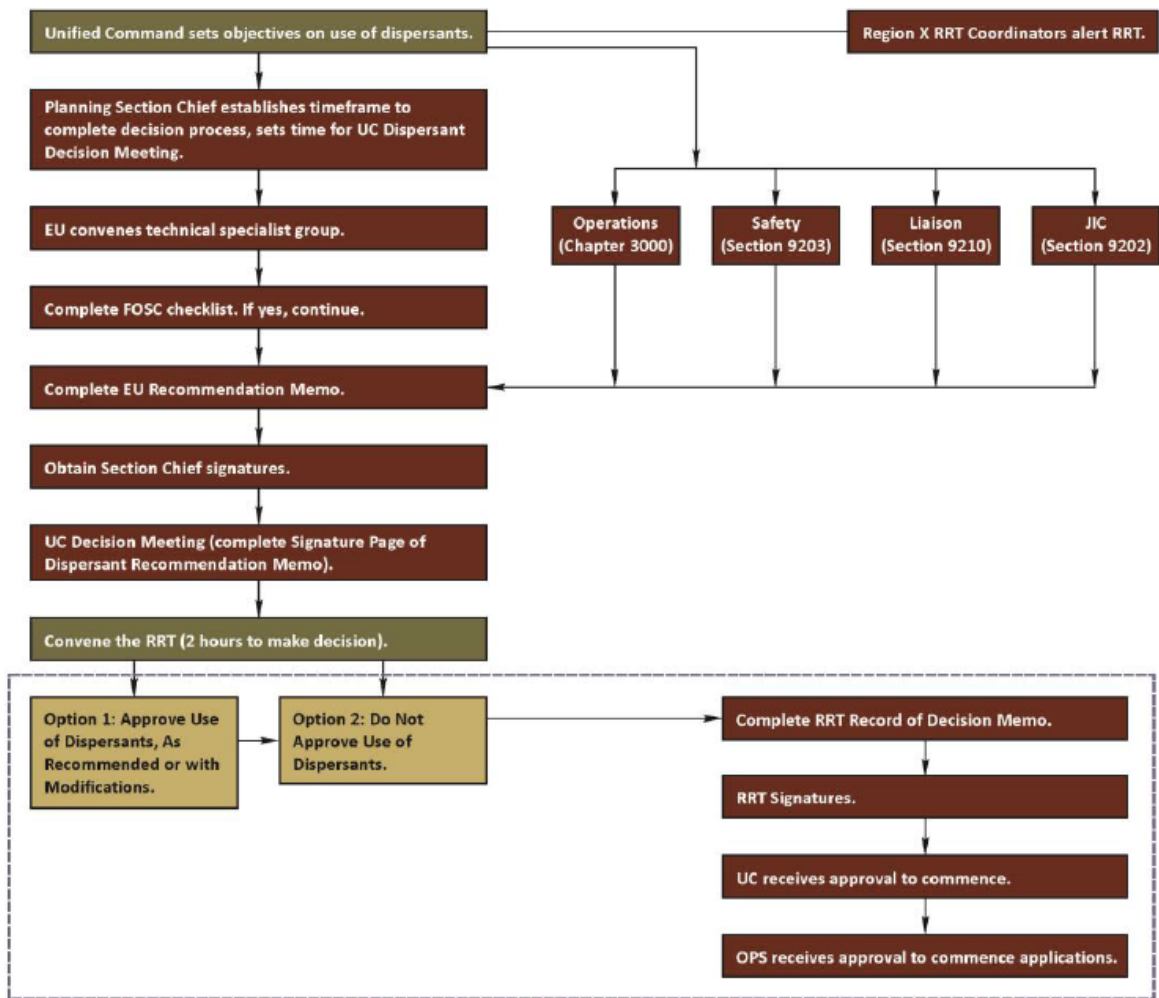 Unified Command sets objectives on use of dispersants.
Region X RRT Coordinators alert RRT.
Planning Section Chief establishes timeframe to
complete decision process, sets time for UC Dispersant
Decision Meeting.
EU convenes technical specialist group.
Operations
(Chapter 3000)
Safety
(Section 9203)
Liaison
(Section 9210)
JIC
(Section 9202)
Complete FOSC checklist. If yes, continue.
Complete EU Recommendation Memo.
Obtain Section Chief signatures.
UC Decision Meeting (complete Signature Page of
Dispersant Recommendation Memo).
Convene the RRT (2 hours to make decision).
Option 1: Approve Use
of Dispersants, As
Recommended or with
Modifications.
Option 2: Do Not
Approve Use of
Dispersants.
Complete RRT Record of Decision Memo.
RRT Signatures.
UC receives approval to commence.
OPS receives approval to commence applications.